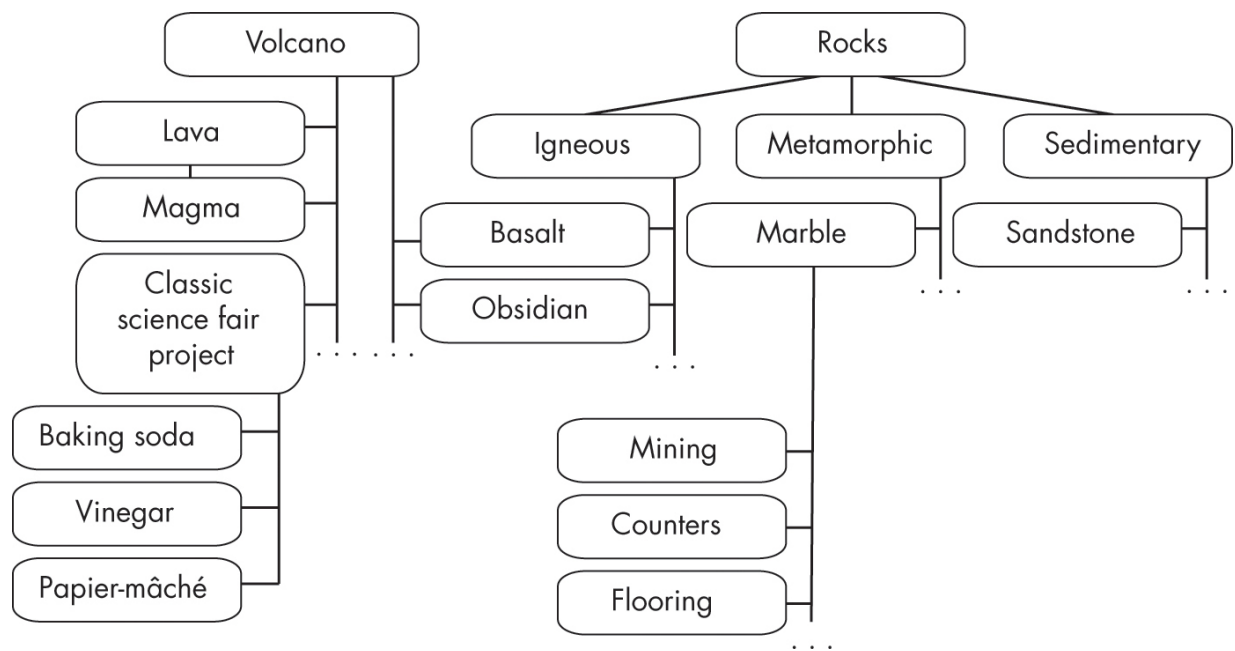 Volcano
Rocks
Lava
Igneous
Metamorphic
Sedimentary
Magma
Basalt
Marble
Sandstone
Classic
science fair
project
Obsidian
. . . . . .
. . .
. . .
. . .
Baking soda
Mining
Vinegar
Counters
Papier-mâché
Flooring
. . .